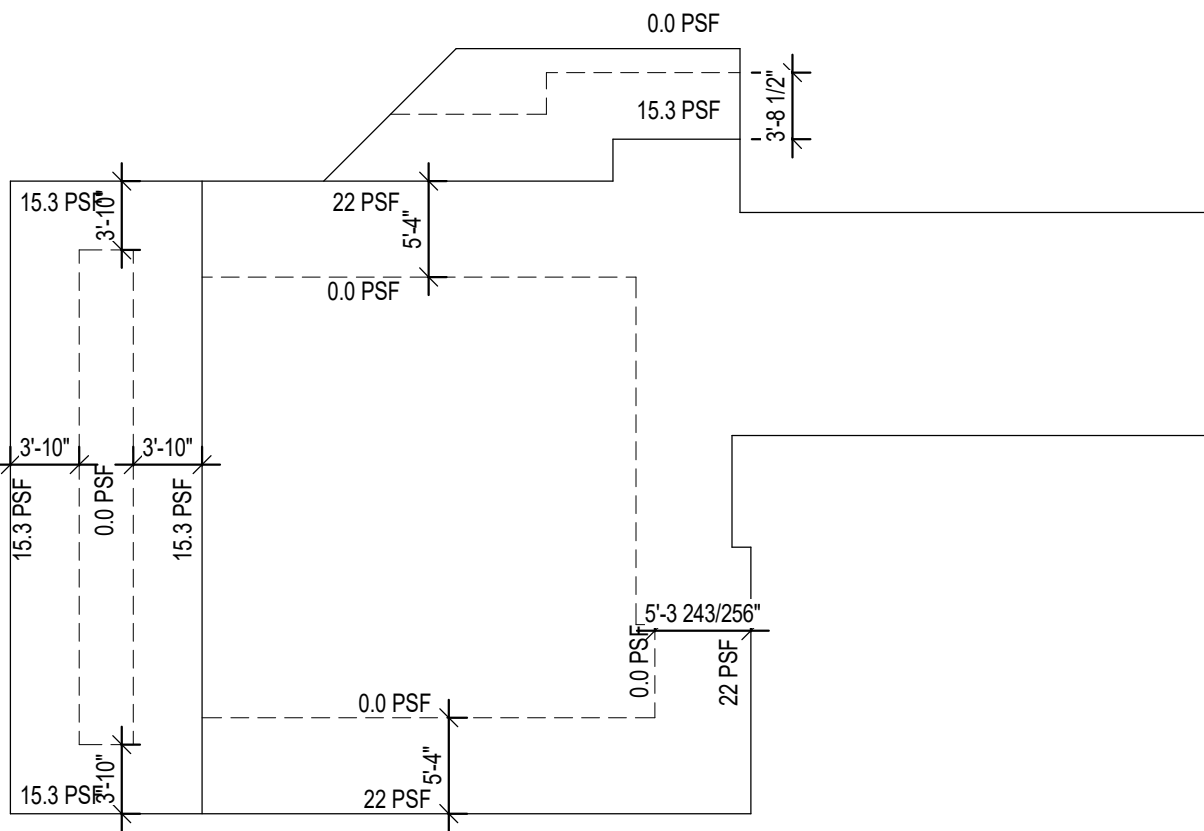 0.0 PSF
15.3 PSF
3'-8 1/2"
15.3 PSF
3'-10"
22 PSF
5'-4"
0.0 PSF
3'-10"
3'-10"
15.3 PSF
0.0 PSF
15.3 PSF
5'-3 243/256"
0.0 PSF
22 PSF
0.0 PSF
5'-4"
3'-10"
15.3 PSF
22 PSF